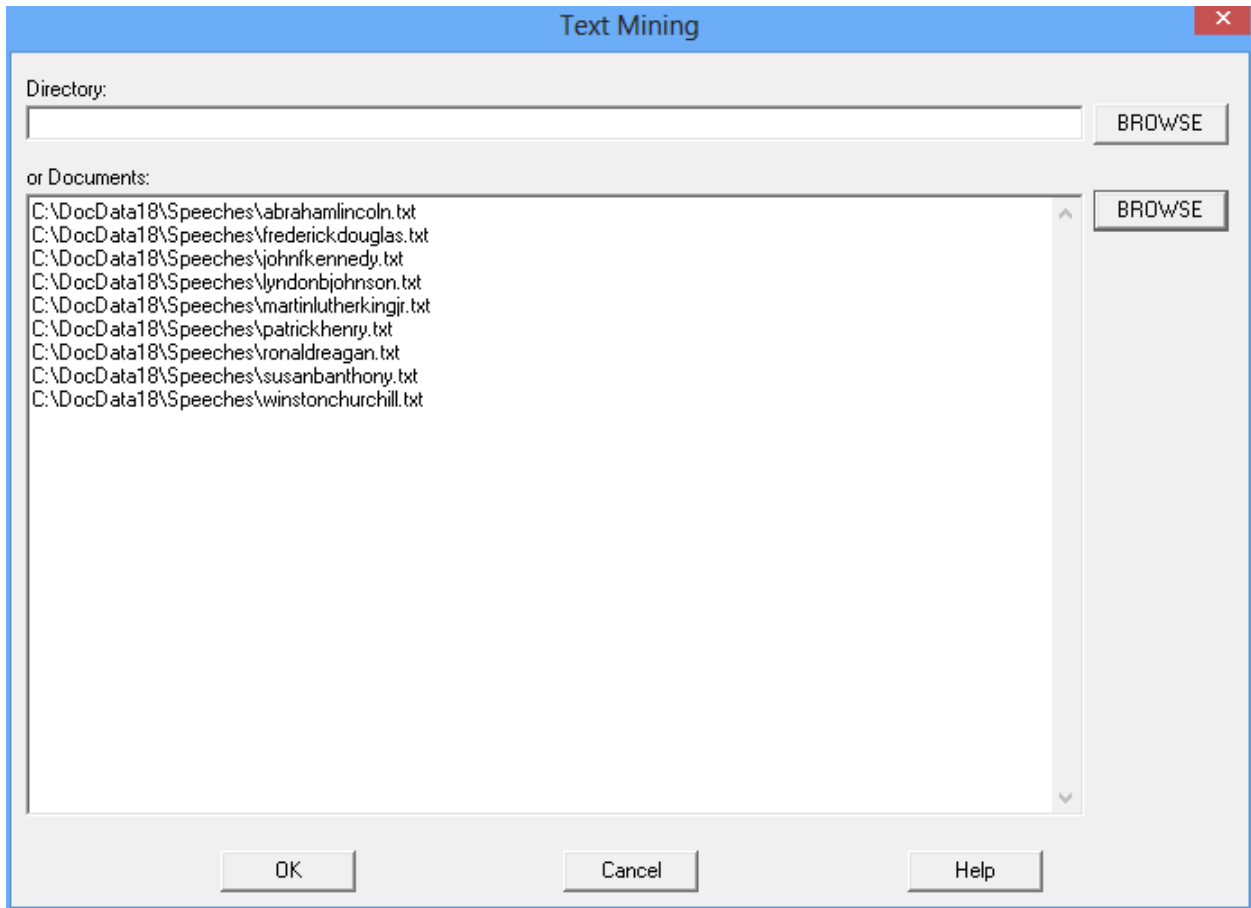 Text Mining
Directory:
BROWSE
or Documents:
BROWSE
C:\DocData18\Speeches\abrahamlincoln.txt
C:\DocData18\Speeches\frederickdouglas.txt
C:\DocData18\Speeches\johnfkennedy.txt
C:\DocData18\Speeches\lyndonbjohnson.txt
C:\DocData18\Speeches\martinlutherkingjr.txt
C:\DocData18\Speeches\patrickhenry.txt
C:\DocData18\Speeches\ronaldreagan.txt
C:\DocData18\Speeches\susanbanthony.txt
C:\DocData18\Speeches\winstonchurchill.txt
OK Cancel Help